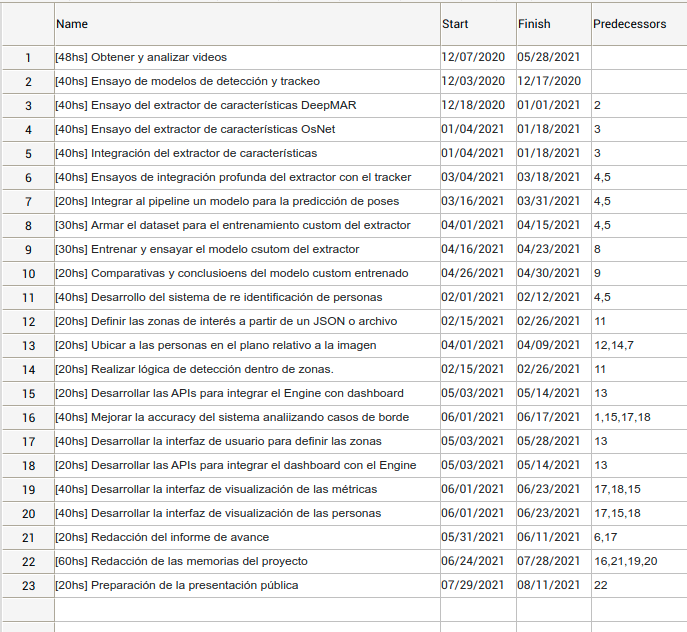 Name Start Finish Predecessors
1 [48hs] Obtener y analizar videos 12/07/2020 05/28/2021
2 [40hs] Ensayo de modelos de detección y trackeo 12/03/2020 12/17/2020
3 [40hs] Ensayo del extractor de características DeepMAR 12/18/2020 01/01/2021 2
4 [40hs] Ensayo del extractor de características OsNet 01/04/2021 01/18/2021 3
5 [40hs] Integración del extractor de características 01/04/2021 01/18/2021 3
6 [40hs] Ensayos de integración profunda del extractor con el tracker 03/04/2021 03/18/2021 4,5
7 [20hs] Integrar al pipeline un modelo para la predicción de poses 03/16/2021 03/31/2021 4,5
8 [30hs] Armar el dataset para el entrenamiento custom del extractor 04/01/2021 04/15/2021 4,5
9 [30hs] Entrenar y ensayar el modelo csutom del extractor 04/16/2021 04/23/2021 8
10 [20hs] Comparativas y conclusioens del modelo custom entrenado 04/26/2021 04/30/2021 9
11 [40hs] Desarrollo del sistema de re identificación de personas 02/01/2021 02/12/2021 4,5
12 [20hs] Definir las zonas de interés a partir de un JSON o archivo 02/15/2021 02/26/2021 11
13 [20hs] Ubicar a las personas en el plano relativo a la imagen 04/01/2021 04/09/2021 12,14,7
14 [20hs] Realizar lógica de detección dentro de zonas. 02/15/2021 02/26/2021 11
15 [20hs] Desarrollar las APIs para integrar el Engine con dashboard 05/03/2021 05/14/2021 13
16 [40hs] Mejorar la accuracy del sistema analiizando casos de borde 06/01/2021 06/17/2021 1,15,17,18
17 [40hs] Desarrollar la interfaz de usuario para definir las zonas 05/03/2021 05/28/2021 13
18 [20hs] Desarrollar las APIs para integrar el dashboard con el Engine 05/03/2021 05/14/2021 13
19 [40hs] Desarrollar la interfaz de visualización de las métricas 06/01/2021 06/23/2021 17,18,15
20 [40hs] Desarrollar la interfaz de visualización de las personas 06/01/2021 06/23/2021 17,15,18
21 [20hs] Redacción del informe de avance 05/31/2021 06/11/2021 6,17
22 [60hs] Redacción de las memorias del proyecto 06/24/2021 07/28/2021 16,21,19,20
23 [20hs] Preparación de la presentación pública 07/29/2021 08/11/2021 22